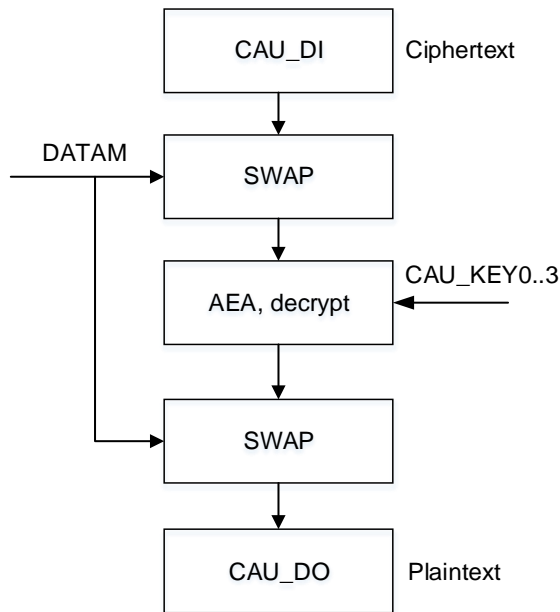 CAU_DI
Ciphertext
DATAM
SWAP
CAU_KEY0..3
AEA, decrypt
SWAP
CAU_DO
Plaintext